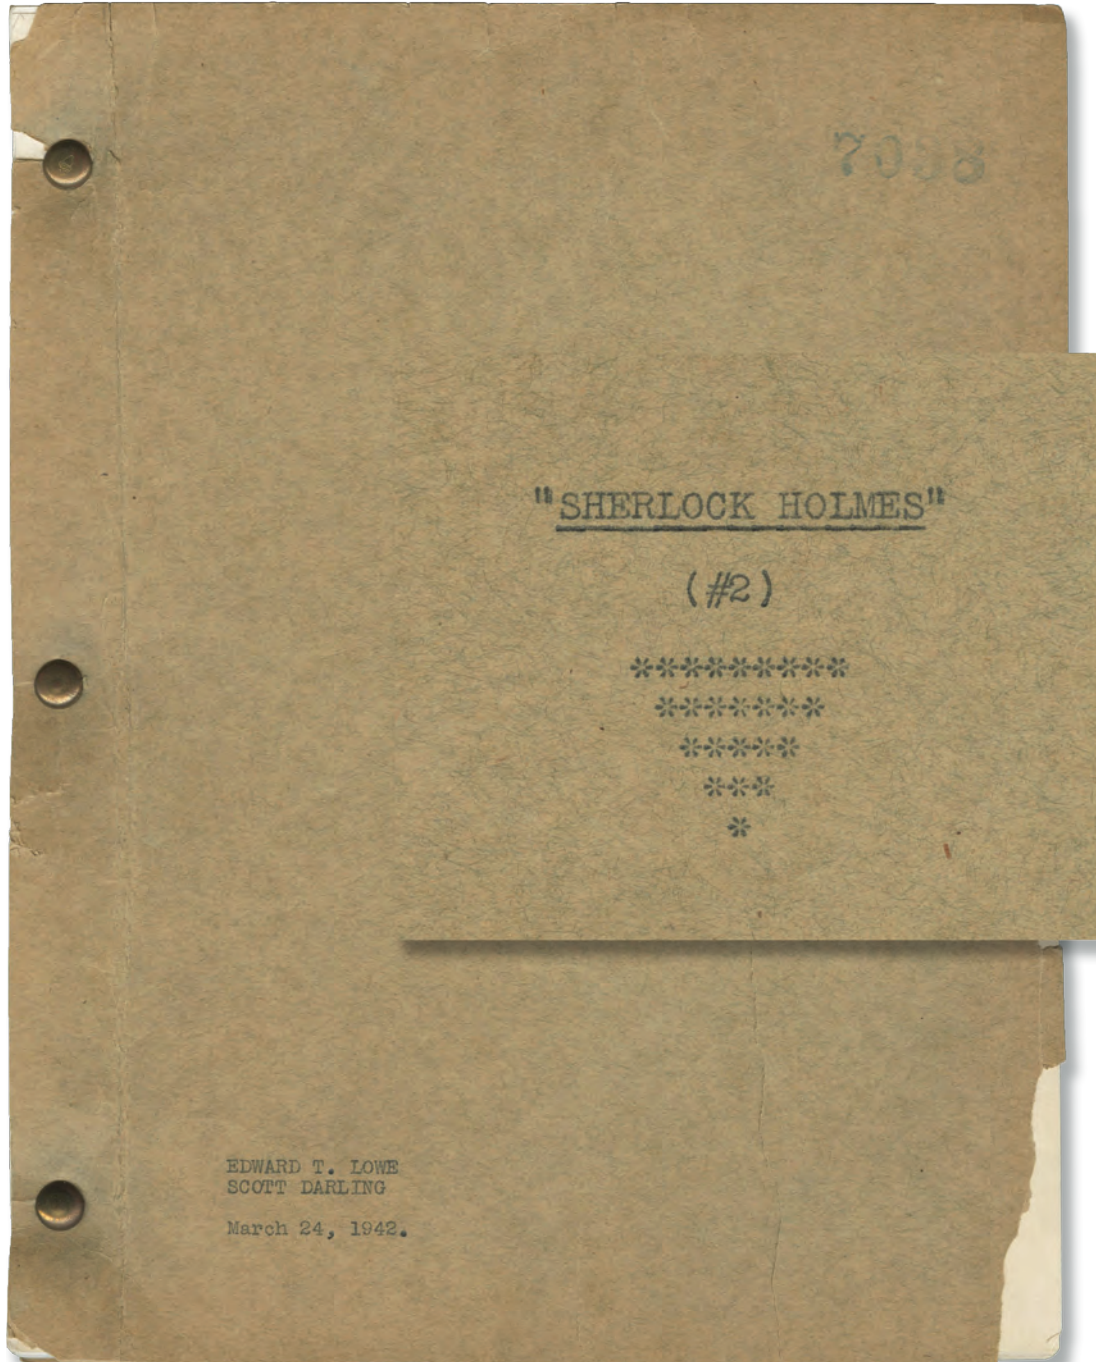 "SHERLOCK HOLMES"
(#2)
*********
*******
*****
***
*
EDWARD T. LOWE
SCOTT DARLING
March 24, 1942.